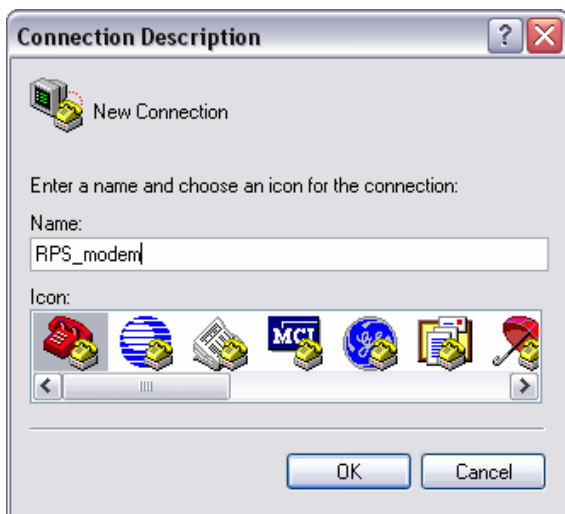 Connection Description
New Connection
Enter a name and choose an icon for the connection:
Name:
RPS_modem
Icon:
MCI
OK Cancel